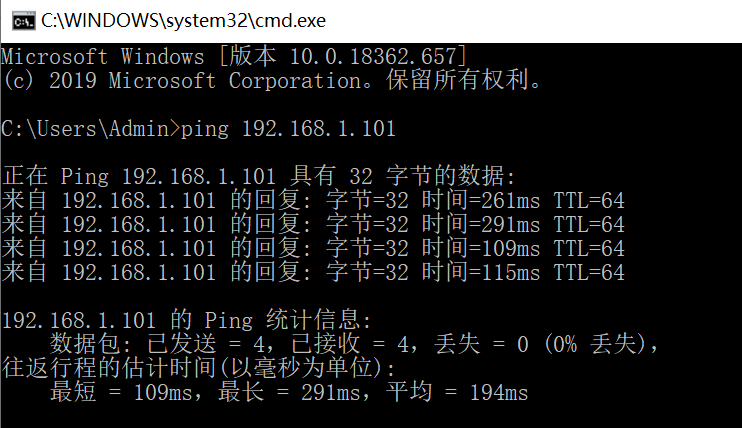 C:\WINDOWS\system32\cmd.exe
Microsoft Windows [版本 10.0.18362.657]
(c) 2019 Microsoft Corporation。保留所有权利。
C:\Users\Admin>ping 192.168.1.101
正在 Ping 192.168.1.101 具有 32 字节的数据:
来自 192.168.1.101 的回复: 字节=32 时间=261ms TTL=64
来自 192.168.1.101 的回复: 字节=32 时间=291ms TTL=64
来自 192.168.1.101 的回复: 字节=32 时间=109ms TTL=64
来自 192.168.1.101 的回复: 字节=32 时间=115ms TTL=64
192.168.1.101 的 Ping 统计信息:
数据包: 已发送 = 4，已接收 = 4，丢失 = 0 (0% 丢失)，
往返行程的估计时间(以毫秒为单位):
最短 = 109ms，最长 = 291ms，平均 = 194ms